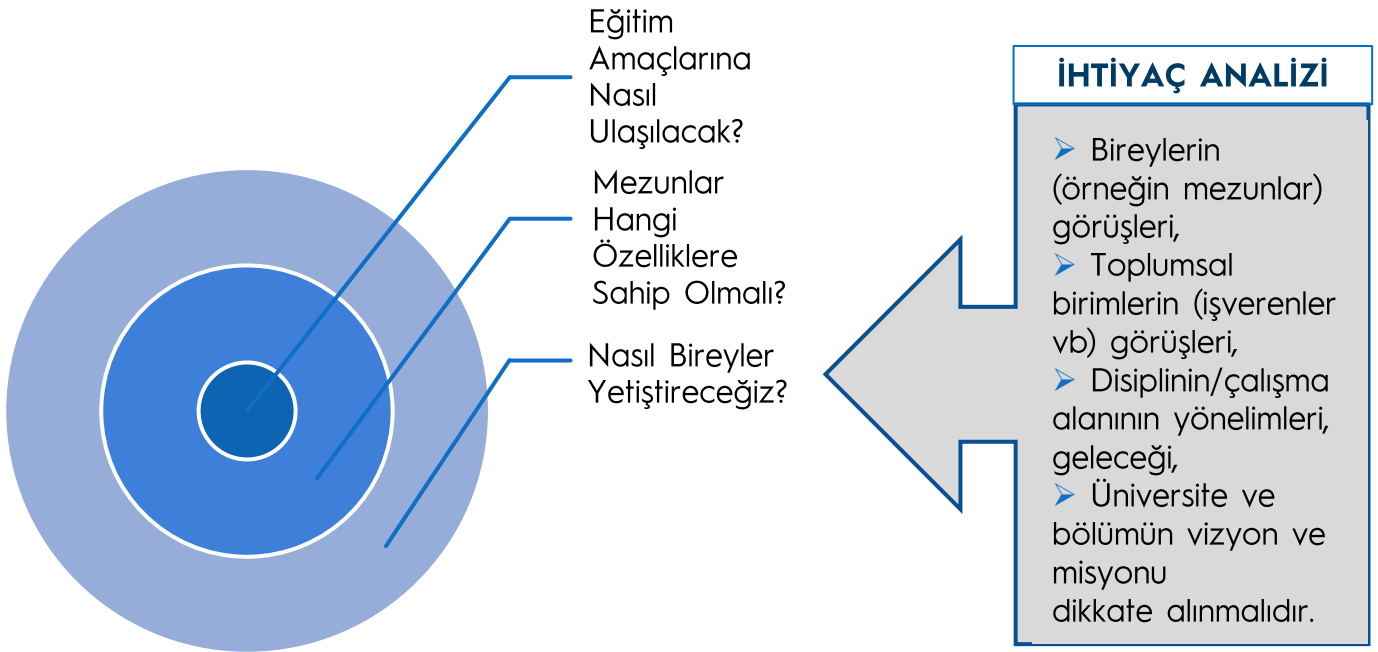 Eğitim
Amaçlarına
Nasıl
Ulaşılacak?
Mezunlar
Hangi
Özelliklere
Sahip Olmalı?
Nasıl Bireyler
Yetiştireceğiz?
İHTİYAÇ ANALİZİ
➢ Bireylerin
(örneğin mezunlar)
görüşleri,
➢ Toplumsal
birimlerin (işverenler
vb) görüşleri,
➢ Disiplinin/çalışma
alanının yönelimleri,
geleceği,
➢ Üniversite ve
bölümün vizyon ve
misyonu
dikkate alınmalıdır.